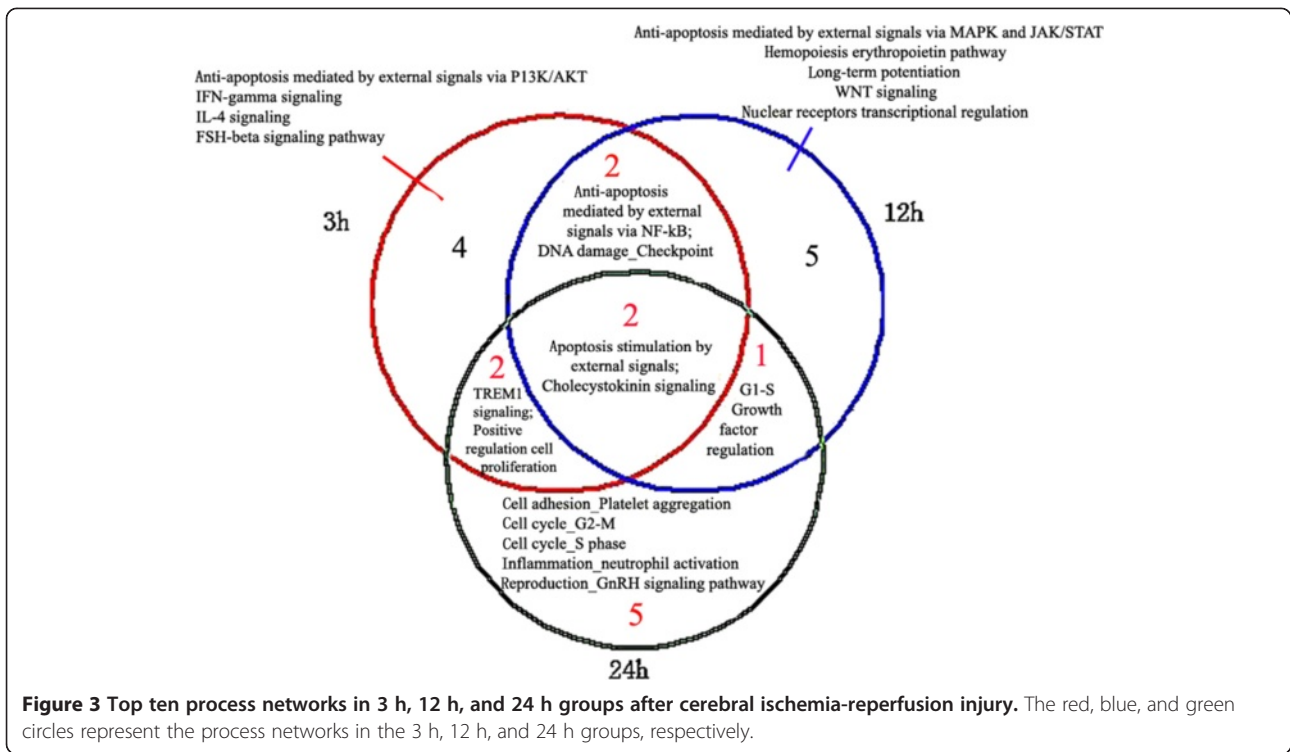 Anti-apoptosis mediated by external signals via MAPK and JAK/STAT
Hemopoiesis erythropoietin pathway
Long-term potentiation
WNT signaling
Nuclear receptors transcriptional regulation
Anti-apoptosis mediated by external signals via P13K/AKT
IFN-gamma signaling
IL-4 signaling
FSH-beta signaling pathway
3h
12h
4
2
Anti-apoptosis
mediated by external
signals via NF-kB;
DNA damage_Checkpoint
5
2
Apoptosis stimulation by
external signals;
Cholecystokinin signaling
2
TREM1
signaling;
Positive
regulation cell
proliferation
1
G1-S
Growth
factor
regulation
Cell adhesion_Platelet aggregation
Cell cycle_G2-M
Cell cycle_S phase
Inflammation_neutrophil activation
Reproduction_GnRH signaling pathway
5
24h
Figure 3 Top ten process networks in 3 h, 12 h, and 24 h groups after cerebral ischemia-reperfusion injury. The red, blue, and green
circles represent the process networks in the 3 h, 12 h, and 24 h groups, respectively.